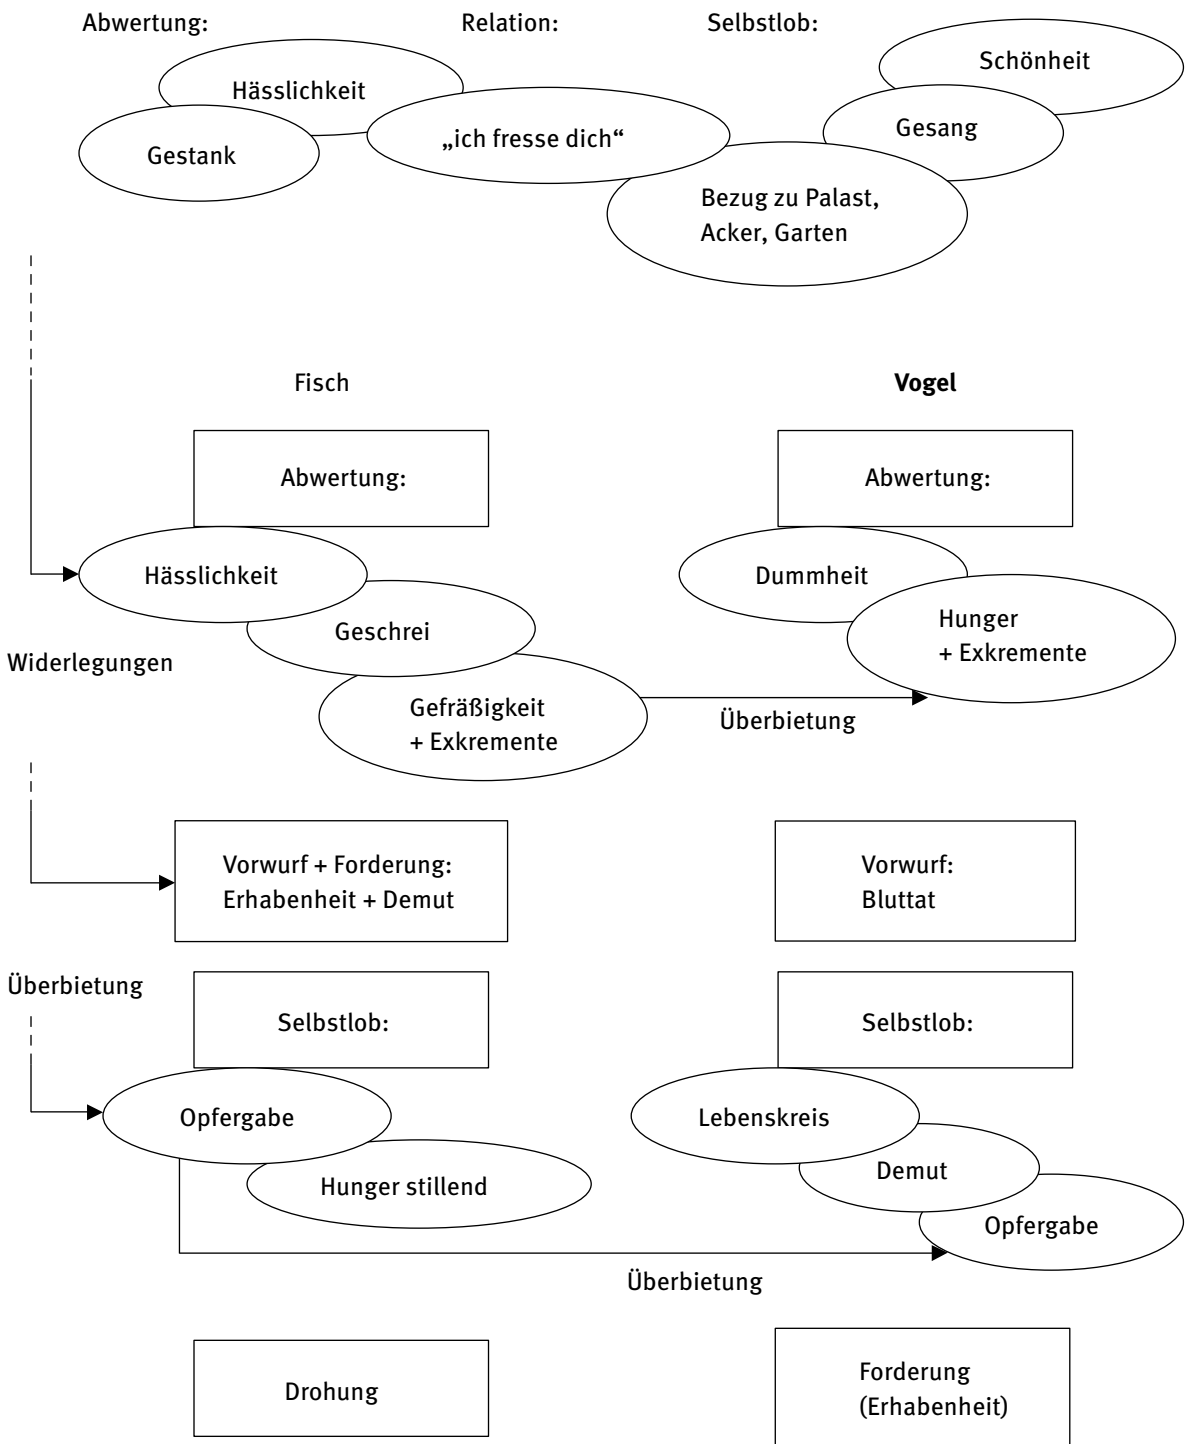 Abwertung:
Relation:
Selbstlob:
Schönheit
Hässlichkeit
Gesang
„ich fresse dich“
Gestank
Bezug zu Palast,
Acker, Garten
Fisch
Vogel
Abwertung:
Abwertung:
Hässlichkeit
Dummheit
Geschrei
Hunger
+ Exkremente
Widerlegungen
Gefräßigkeit
+ Exkremente
Überbietung
Vorwurf + Forderung:
Erhabenheit + Demut
Vorwurf:
Bluttat
Überbietung
Selbstlob:
Selbstlob:
Opfergabe
Lebenskreis
Hunger stillend
Demut
Opfergabe
Überbietung
Drohung
Forderung
(Erhabenheit)